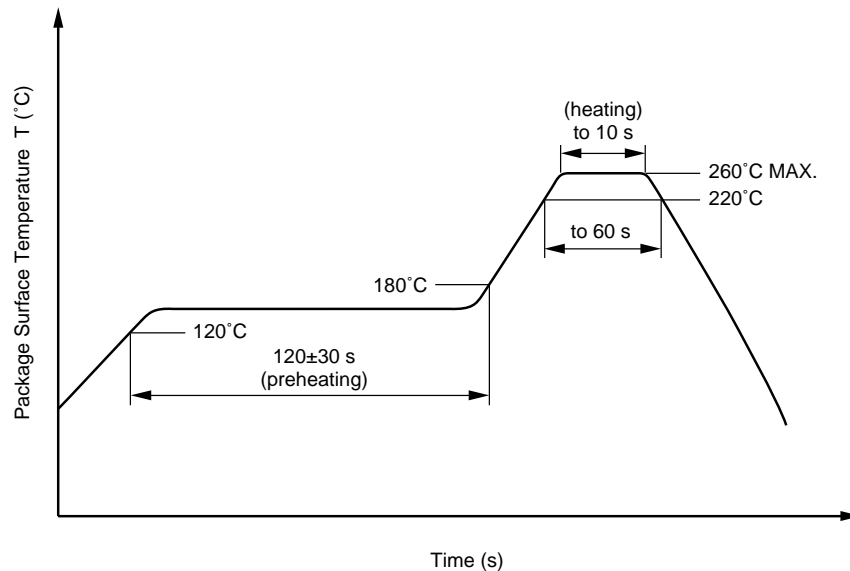 Package Surface Temperature T (˚C)
(heating)
to 10 s
260˚C MAX.
220˚C
to 60 s
180˚C
120˚C
120±30 s
(preheating)
Time (s)